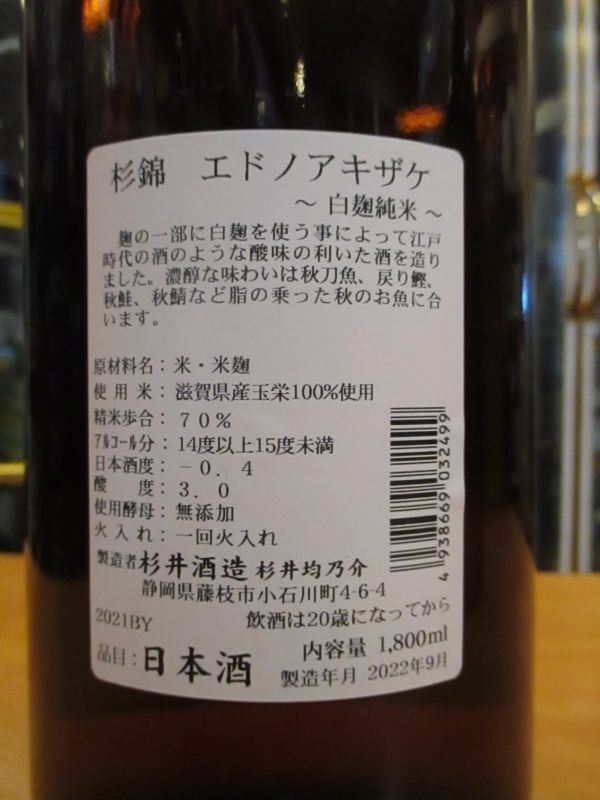 杉錦　エドノアキザケ
～ 白麹純米 ～
麹の一部に白麹を使う事によって江戸
時代の酒のような酸味の利いた酒を造り
ました。濃醇な味わいは秋刀魚、戻り鰹、
秋鮭、秋鯖など脂の乗った秋のお魚に合
います。
原材料名：米・米麹
使用米：滋賀県産玉栄100%使用
精米歩合：７０％
ｱﾙｺｰﾙ分：14度以上15度未満
日本酒度：－０．４
酸　度：３．０
使用酵母：無添加
火入れ：一回火入れ
製造者 杉井酒造 杉井均乃介
静岡県藤枝市小石川町4-6-4
2021BY　飲酒は20歳になってから
品目：日本酒　内容量 1,800ml
製造年月 2022年9月
4 938669 032499